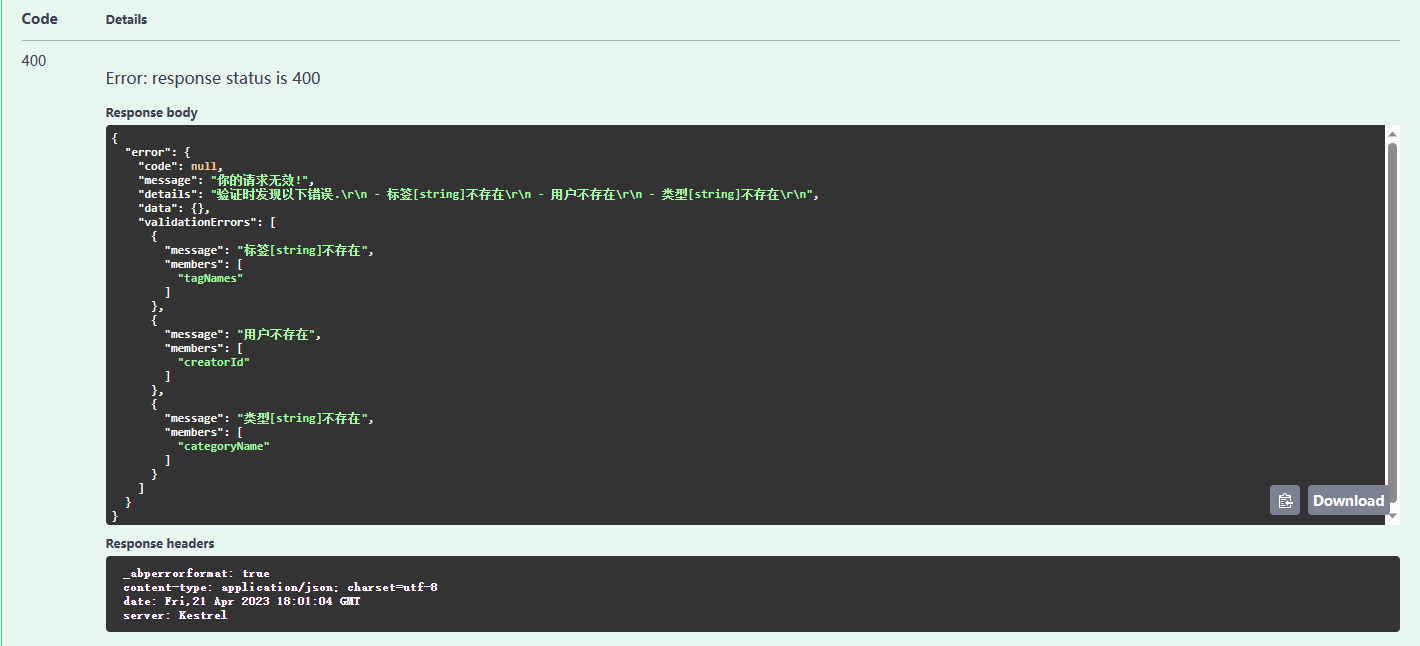 Code Details
400
Error: response status is 400
Response body
{
  "error": {
    "code": null,
    "message": "你的请求无效!",
    "details": "验证时发现以下错误.\r\n - 标签[string]不存在\r\n - 用户不存在\r\n - 类型[string]不存在\r\n",
    "data": {},
    "validationErrors": [
      {
        "message": "标签[string]不存在",
        "members": [
          "tagNames"
        ]
      },
      {
        "message": "用户不存在",
        "members": [
          "creatorId"
        ]
      },
      {
        "message": "类型[string]不存在",
        "members": [
          "categoryName"
        ]
      }
    ]
  }
}
Download
Response headers
_abperrorformat: true
content-type: application/json; charset=utf-8
date: Fri,21 Apr 2023 18:01:04 GMT
server: Kestrel